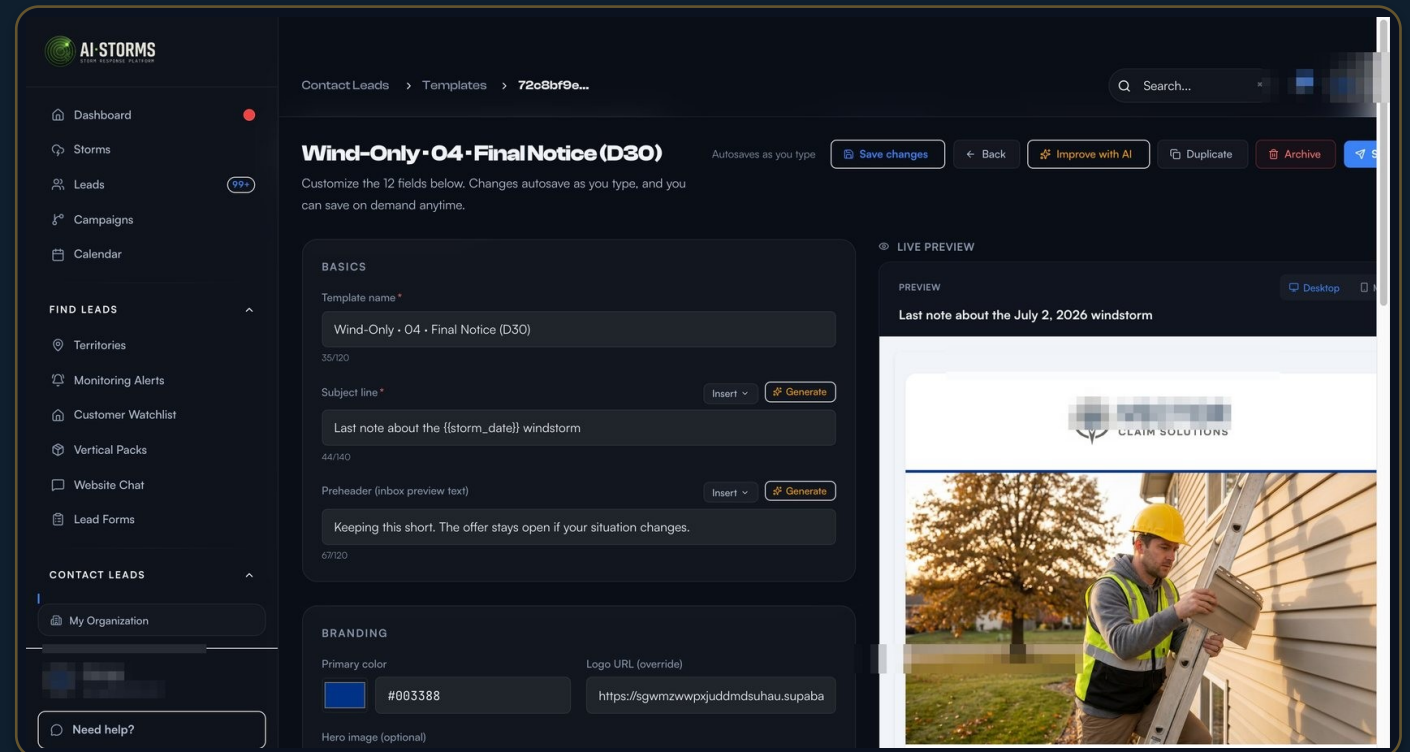 AI·STORMS
STORM RESPONSE PLATFORM
Dashboard
Storms
Leads 99+
Campaigns
Calendar
FIND LEADS
Territories
Monitoring Alerts
Customer Watchlist
Vertical Packs
Website Chat
Lead Forms
CONTACT LEADS
My Organization
Need help?
Contact Leads > Templates > 72c8bf9e...
Search...
Wind-Only · 04 · Final Notice (D30)
Customize the 12 fields below. Changes autosave as you type, and you
can save on demand anytime.
Autosaves as you type
Save changes
← Back
Improve with AI
Duplicate
Archive
S
BASICS
Template name *
Wind-Only · 04 · Final Notice (D30)
35/120
Subject line *
Insert
Generate
Last note about the {{storm_date}} windstorm
44/140
Preheader (inbox preview text)
Insert
Generate
Keeping this short. The offer stays open if your situation changes.
67/120
BRANDING
Primary color
#003388
Logo URL (override)
https://sgwmzwwpxjuddmdsuhau.supaba
Hero image (optional)
LIVE PREVIEW
PREVIEW
Desktop
Last note about the July 2, 2026 windstorm
CLAIM SOLUTIONS